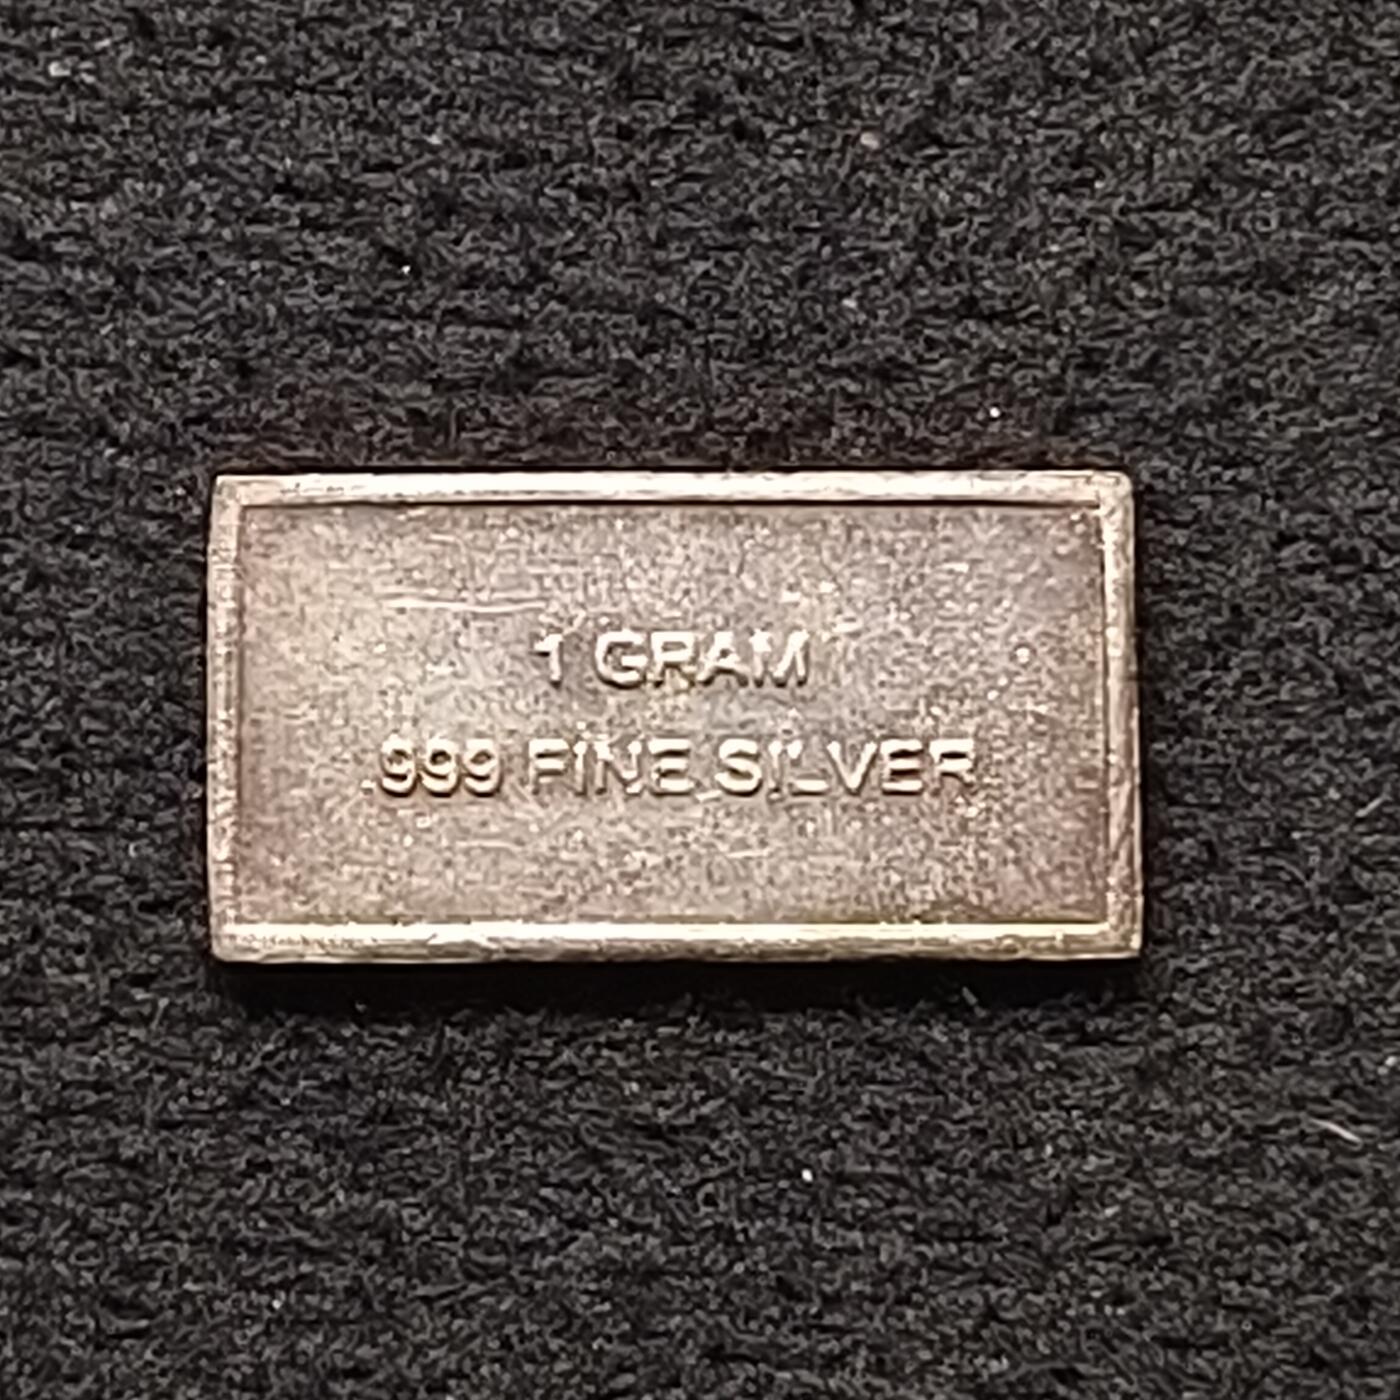 1 GRAM
.999 FINE SILVER